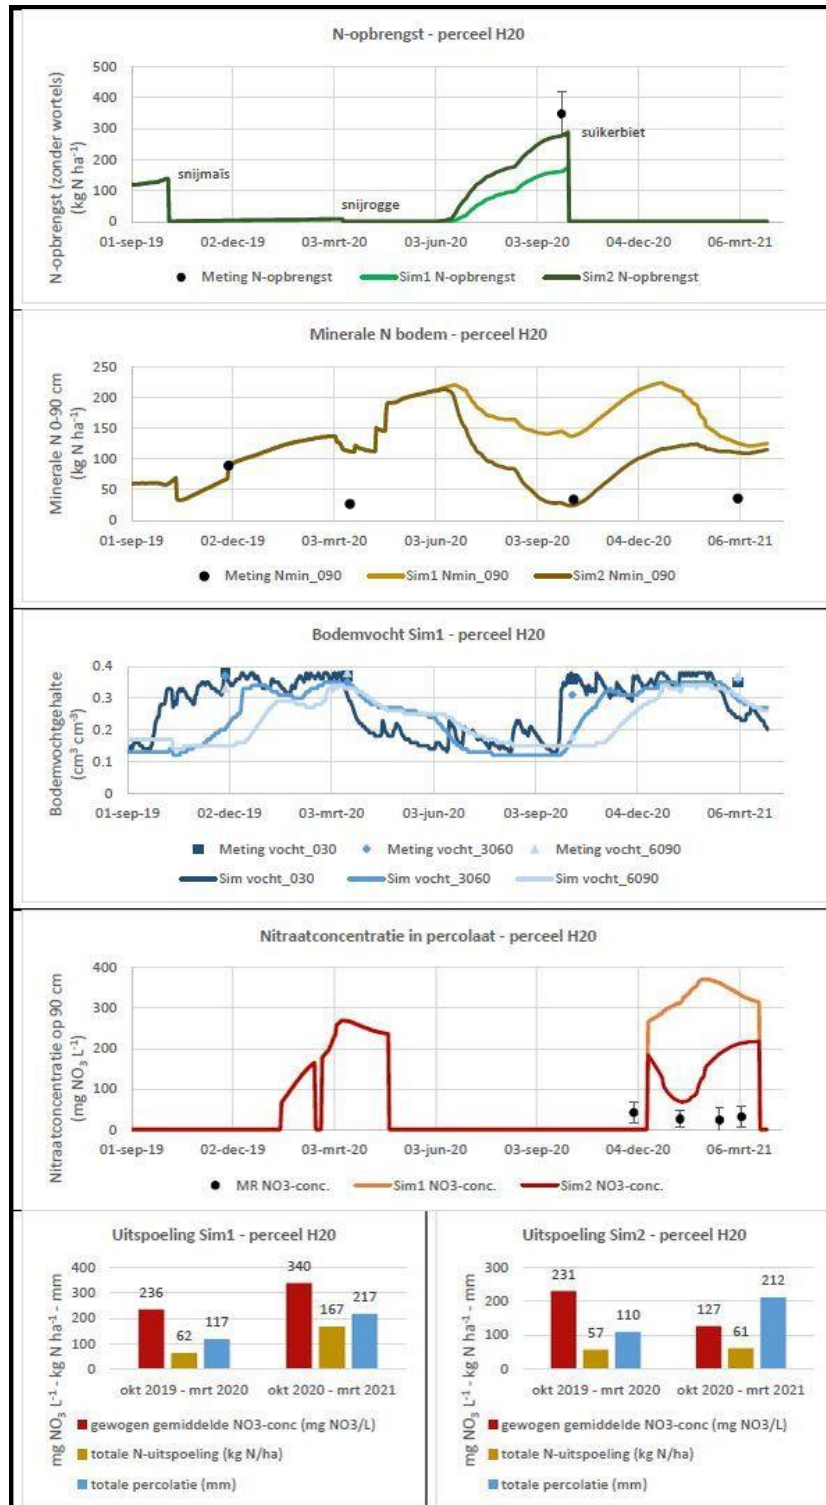 N-opbrengst - perceel H20
N-opbrengst (zonder wortels)
(kg N ha⁻¹)
500
400
300
200
100
0
snijmaïs
snijrogge
suikerbiet
01-sep-19 02-dec-19 03-mrt-20 03-jun-20 03-sep-20 04-dec-20 06-mrt-21
Meting N-opbrengst Sim1 N-opbrengst Sim2 N-opbrengst
Minerale N bodem - perceel H20
Minerale N 0-90 cm
(kg N ha⁻¹)
250
200
150
100
50
0
01-sep-19 02-dec-19 03-mrt-20 03-jun-20 03-sep-20 04-dec-20 06-mrt-21
Meting Nmin_090 Sim1 Nmin_090 Sim2 Nmin_090
Bodemvocht Sim1 - perceel H20
Bodemvochtgehalte
(cm³ cm⁻³)
0.4
0.3
0.2
0.1
0
01-sep-19 02-dec-19 03-mrt-20 03-jun-20 03-sep-20 04-dec-20 06-mrt-21
Meting vocht_030 Meting vocht_3060 Meting vocht_6090
Sim vocht_030 Sim vocht_3060 Sim vocht_6090
Nitraatconcentratie in percolaat - perceel H20
Nitraatconcentratie op 90 cm
(mg NO₃ L⁻¹)
400
300
200
100
0
01-sep-19 02-dec-19 03-mrt-20 03-jun-20 03-sep-20 04-dec-20 06-mrt-21
MR NO3-conc. Sim1 NO3-conc. Sim2 NO3-conc.
Uitspoeling Sim1 - perceel H20
mg NO₃ L⁻¹ - kg N ha⁻¹ - mm
400
300
200
100
0
236 62 117 340 167 217
okt 2019 - mrt 2020 okt 2020 - mrt 2021
gewogen gemiddelde NO3-conc (mg NO3/L)
totale N-uitspoeling (kg N/ha)
totale percolatie (mm)
Uitspoeling Sim2 - perceel H20
mg NO₃ L⁻¹ - kg N ha⁻¹ - mm
300
200
100
0
231 57 110 127 61 212
okt 2019 - mrt 2020 okt 2020 - mrt 2021
gewogen gemiddelde NO3-conc (mg NO3/L)
totale N-uitspoeling (kg N/ha)
totale percolatie (mm)